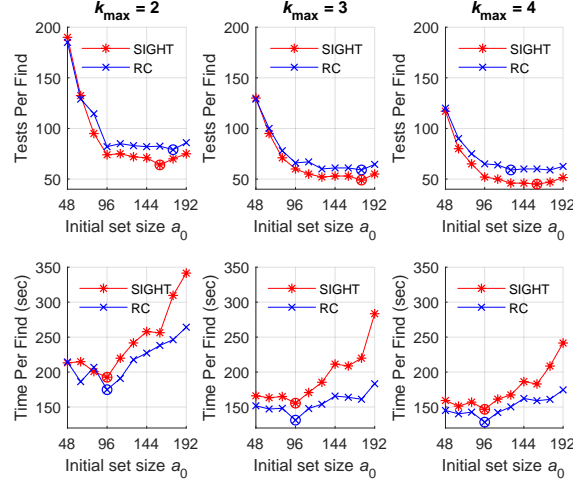 k_max = 2
k_max = 3
k_max = 4
200
150
100
50
Tests Per Find
SIGHT
RC
48 96 144 192
Initial set size a_0
200
150
100
50
Tests Per Find
SIGHT
RC
48 96 144 192
Initial set size a_0
200
150
100
50
Tests Per Find
SIGHT
RC
48 96 144 192
Initial set size a_0
350
300
250
200
150
Time Per Find (sec)
SIGHT
RC
48 96 144 192
Initial set size a_0
350
300
250
200
150
Time Per Find (sec)
SIGHT
RC
48 96 144 192
Initial set size a_0
350
300
250
200
150
Time Per Find (sec)
SIGHT
RC
48 96 144 192
Initial set size a_0